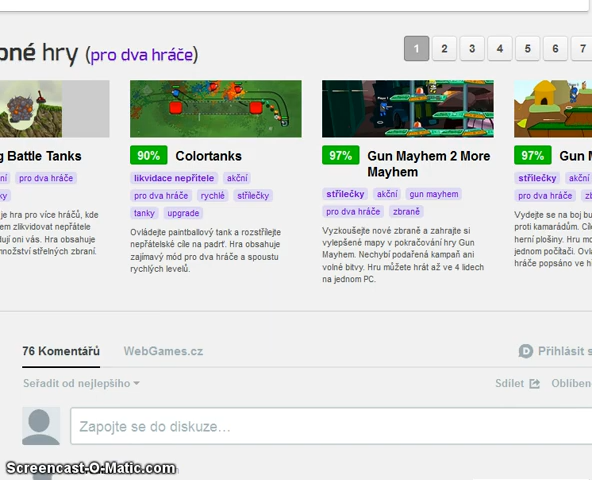 hry (pro dva hráče)
1 2 3 4 5 6 7
Battle Tanks
pro dva hráče
je hra pro více hráčů, kde
zlikvidovat nepřátele
oni vás. Hra obsahuje
střelných zbraní.
90% Colortanks
likvidace nepřítele akční
pro dva hráče rychlé střílečky
tanky upgrade
Ovládejte paintballový tank a rozstřílejte
nepřátelské cíle na padrť. Hra obsahuje
zajímavý mód pro dva hráče a spoustu
rychlých levelů.
97% Gun Mayhem 2 More
Mayhem
střílečky akční gun mayhem
pro dva hráče zbraně
Vyzkoušejte nové zbraně a zahrajte si
vylepšené mapy v pokračování hry Gun
Mayhem. Nechybí podařená kampaň ani
volné bitvy. Hru můžete hrát až ve 4 lidech
na jednom PC.
97% Gun
střílečky akční
pro dva hráče
Vydejte se na boj
proti kamarádům.
herní plošiny. Hru
jednom počítači.
hráče popsáno ve
76 Komentářů WebGames.cz Přihlásit
Seřadit od nejlepšího Sdílet
Zapojte se do diskuze...
Screencast-O-Matic.com